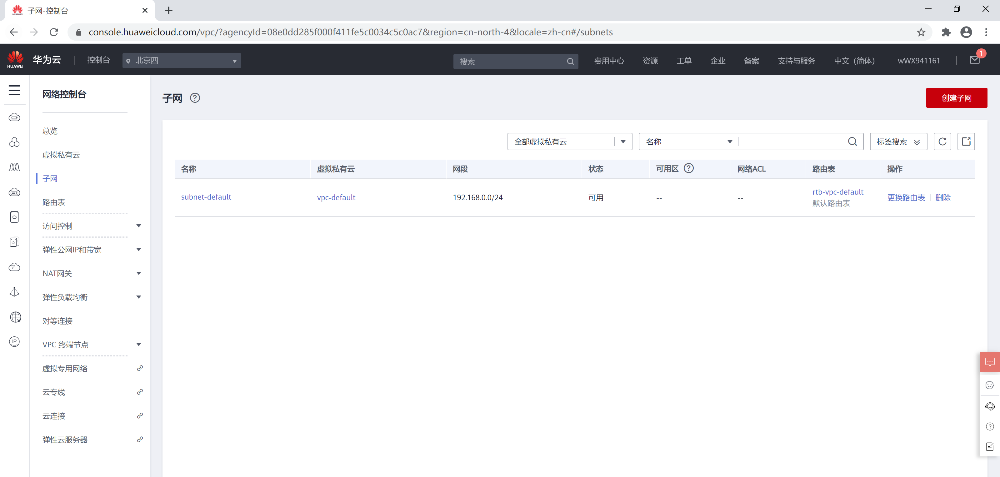 子网-控制台
console.huaweicloud.com/vpc/?agencyId=08e0dd285f000f411fe5c0034c5c0ac7&region=cn-north-4&locale=zh-cn#/subnets
HUAWEI
华为云
控制台
北京四
搜索
费用中心
资源
工单
企业
备案
支持与服务
中文（简体）
wWX941161
1
网络控制台
总览
虚拟私有云
子网
路由表
访问控制
弹性公网IP和带宽
NAT网关
弹性负载均衡
对等连接
VPC 终端节点
虚拟专用网络
云专线
云连接
弹性云服务器
子网
创建子网
全部虚拟私有云
名称
标签搜索
名称 虚拟私有云 网段 状态 可用区 网络ACL 路由表 操作
subnet-default vpc-default 192.168.0.0/24 可用 -- -- rtb-vpc-default 更换路由表 删除
默认路由表